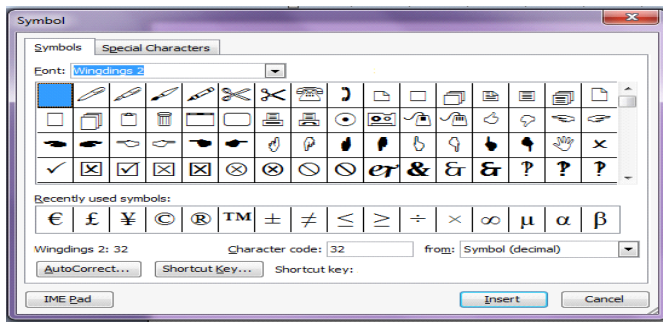 Symbol
Symbols Special Characters
Font: Wingdings 2
er & &
Recently used symbols:
€ £ ¥ © ® TM ± ≠ ≤ ≥ ÷ × ∞ µ α β
Wingdings 2: 32 Character code: 32 from: Symbol (decimal)
AutoCorrect... Shortcut Key... Shortcut key:
IME Pad Insert Cancel